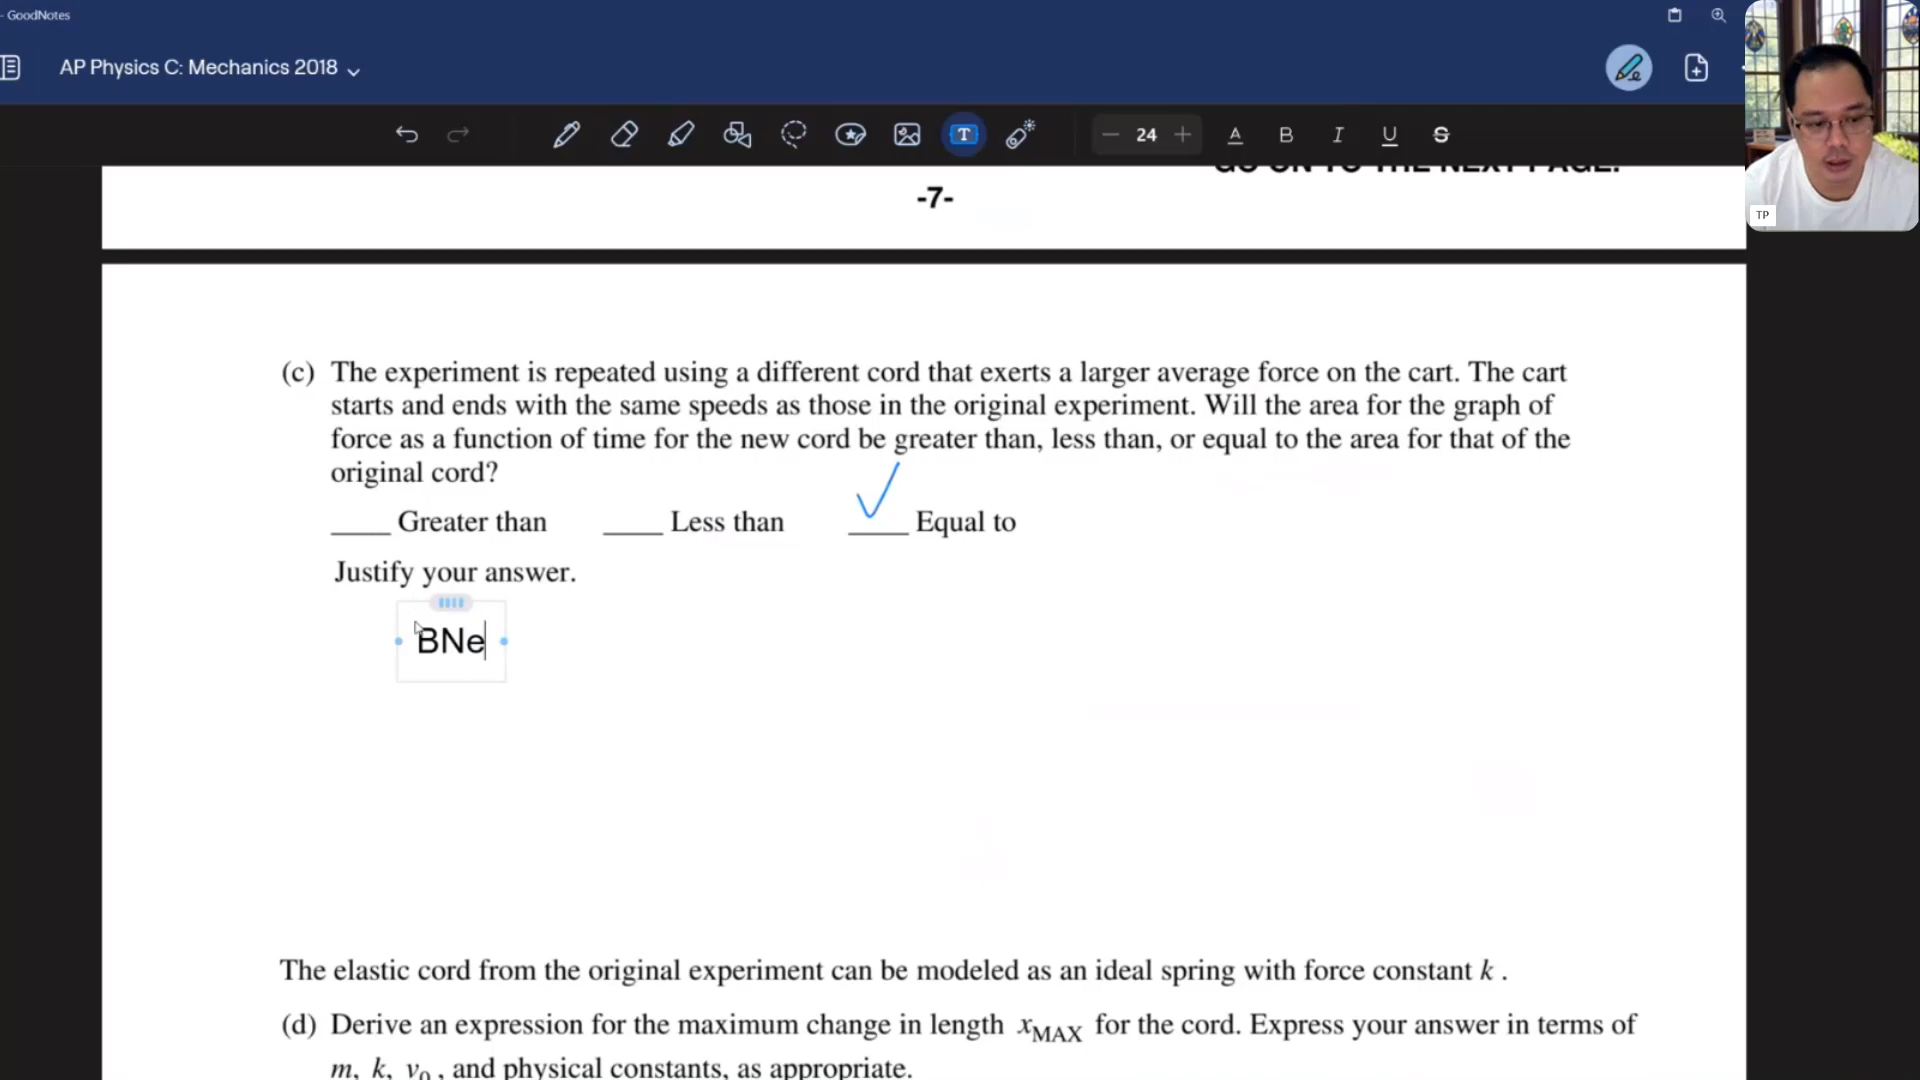 - GoodNotes
AP Physics C: Mechanics 2018
T
24
A
B
I
U
S
TP
GO ON TO THE NEXT PAGE.
-7-
(c) The experiment is repeated using a different cord that exerts a larger average force on the cart. The cart
starts and ends with the same speeds as those in the original experiment. Will the area for the graph of
force as a function of time for the new cord be greater than, less than, or equal to the area for that of the
original cord?
____ Greater than ____ Less than ____ Equal to
Justify your answer.
BNe
The elastic cord from the original experiment can be modeled as an ideal spring with force constant k .
(d) Derive an expression for the maximum change in length xMAX for the cord. Express your answer in terms of
m, k, v0 , and physical constants, as appropriate.